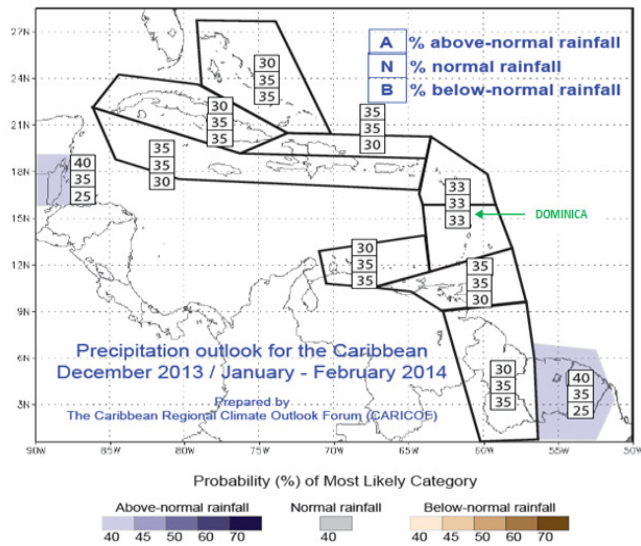 27N
24N
21N
18N
15N
12N
9N
6N
3N
A % above-normal rainfall
N % normal rainfall
B % below-normal rainfall
30
35
35
30
35
35
35
35
30
35
35
30
40
35
25
33
33
33
DOMINICA
30
35
35
35
35
30
30
35
35
40
35
25
Precipitation outlook for the Caribbean
December 2013 / January - February 2014
Prepared by
The Caribbean Regional Climate Outlook Forum (CARICOF)
90W 85W 80W 75W 70W 65W 60W 55W 50W
Probability (%) of Most Likely Category
Above-normal rainfall Normal rainfall Below-normal rainfall
40 45 50 60 70 40 40 45 50 60 70